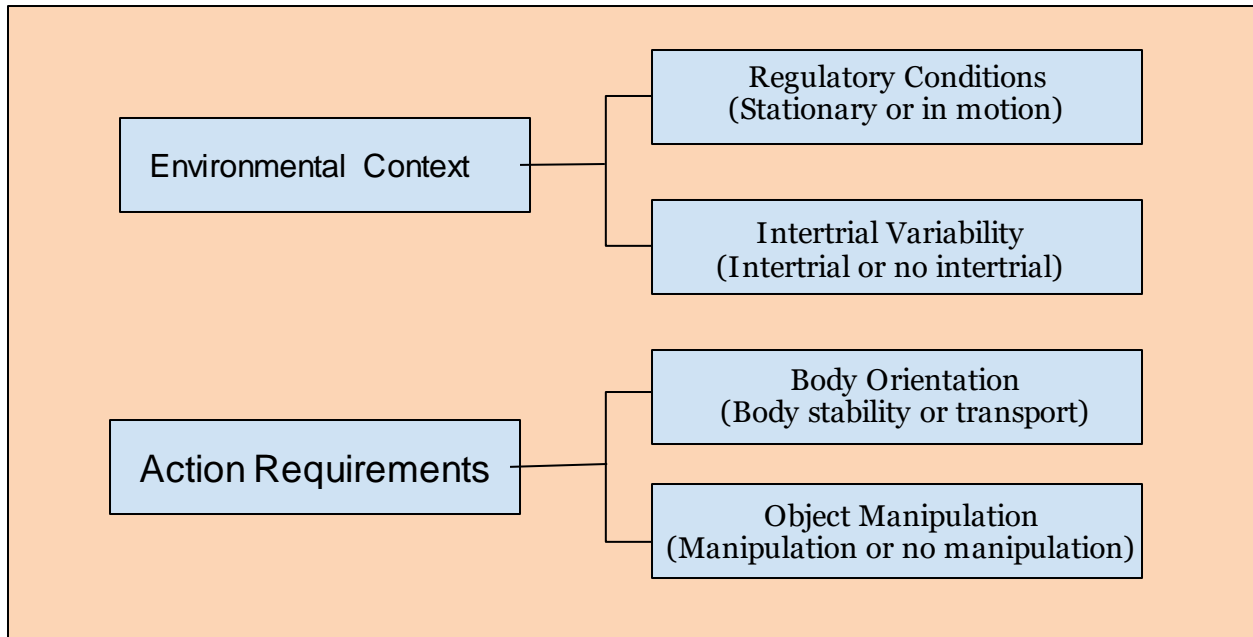 Environmental Context
Regulatory Conditions
(Stationary or in motion)
Intertrial Variability
(Intertrial or no intertrial)
Action Requirements
Body Orientation
(Body stability or transport)
Object Manipulation
(Manipulation or no manipulation)